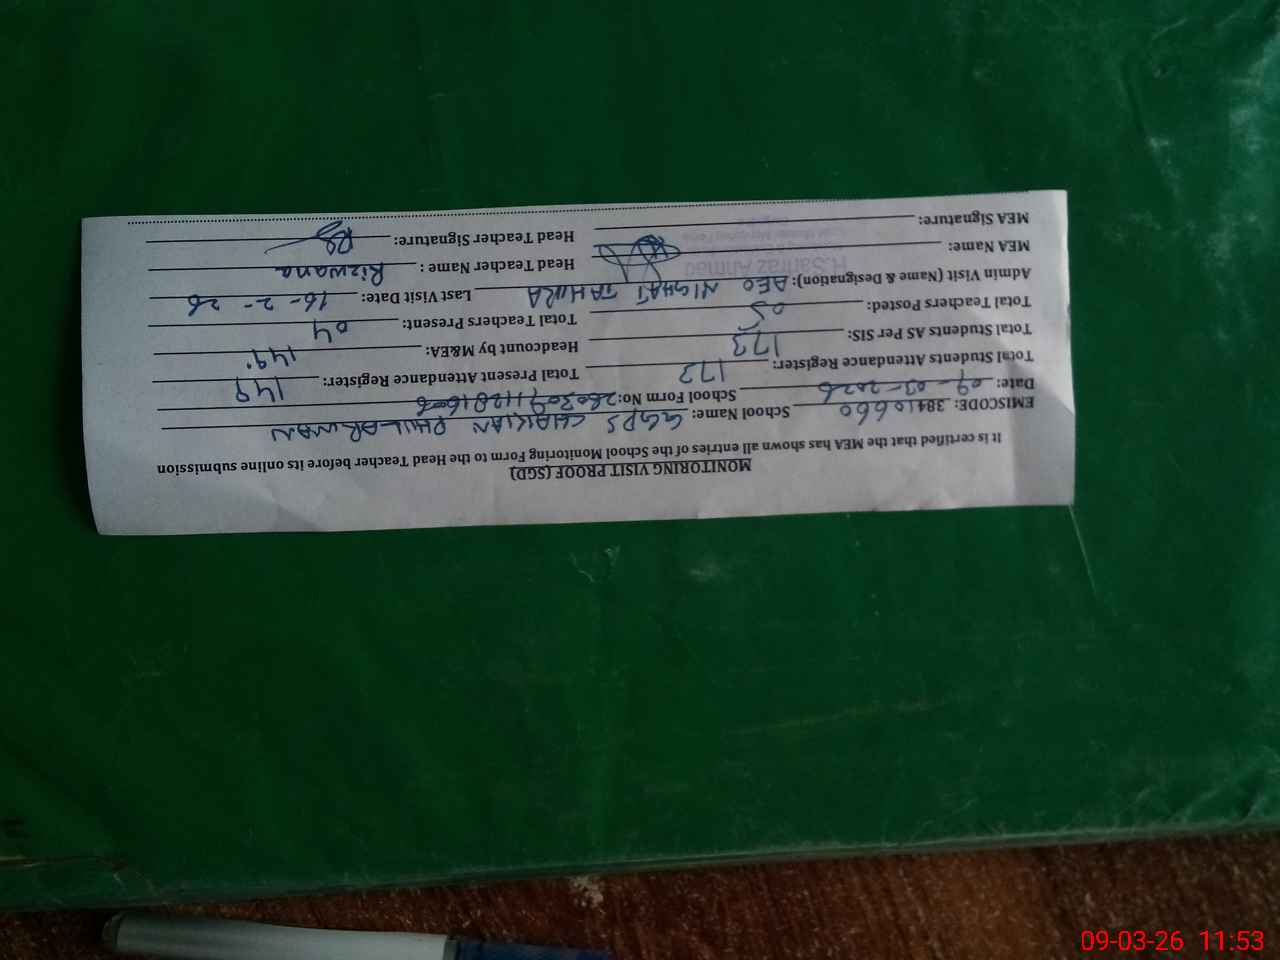 MONITORING VISIT PROOF (SGD)
It is certified that the MEA has shown all entries of the School Monitoring Form to the Head Teacher before its online submission
EMISCODE: 38410660 School Name: GGPS CHAKIAN
Date: 09-03-2026 School Form No:
Total Students Attendance Register: 173 Total Present Attendant Register: 149
Total Students AS Per SIS: 173 Headcount by M&EA: 149
Total Teachers Posted: 05 Total Teachers Present: 04
Admin Visit (Name & Designation): AEO NIGHAT TAHIRA Last Visit Date: 16-2-26
MEA Name: H.Sarfraz Ahmad Head Teacher Name : Rizwana
MEA Signature: Head Teacher Signature:
09-03-26 11:53